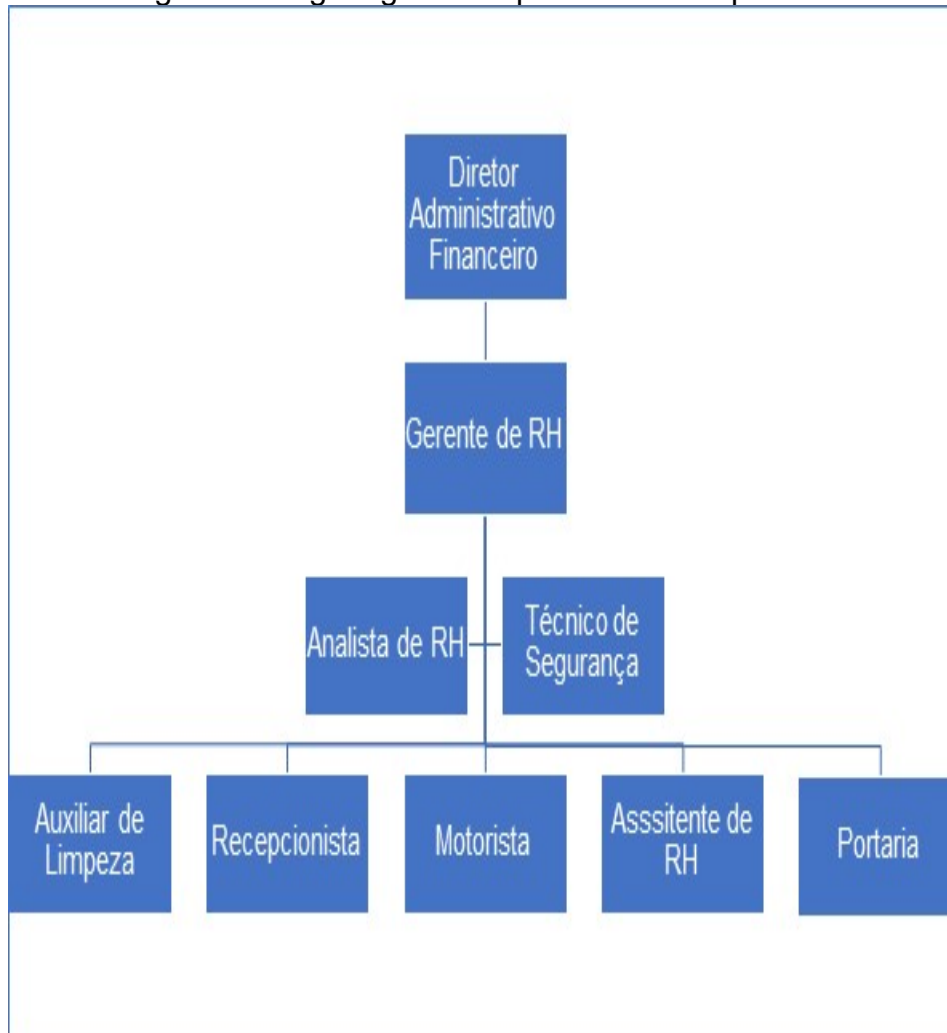 Diretor
Administrativo
Financeiro
Gerente de RH
Analista de RH
Técnico de
Segurança
Auxiliar de
Limpeza
Recepcionista
Motorista
Asssitente de
RH
Portaria